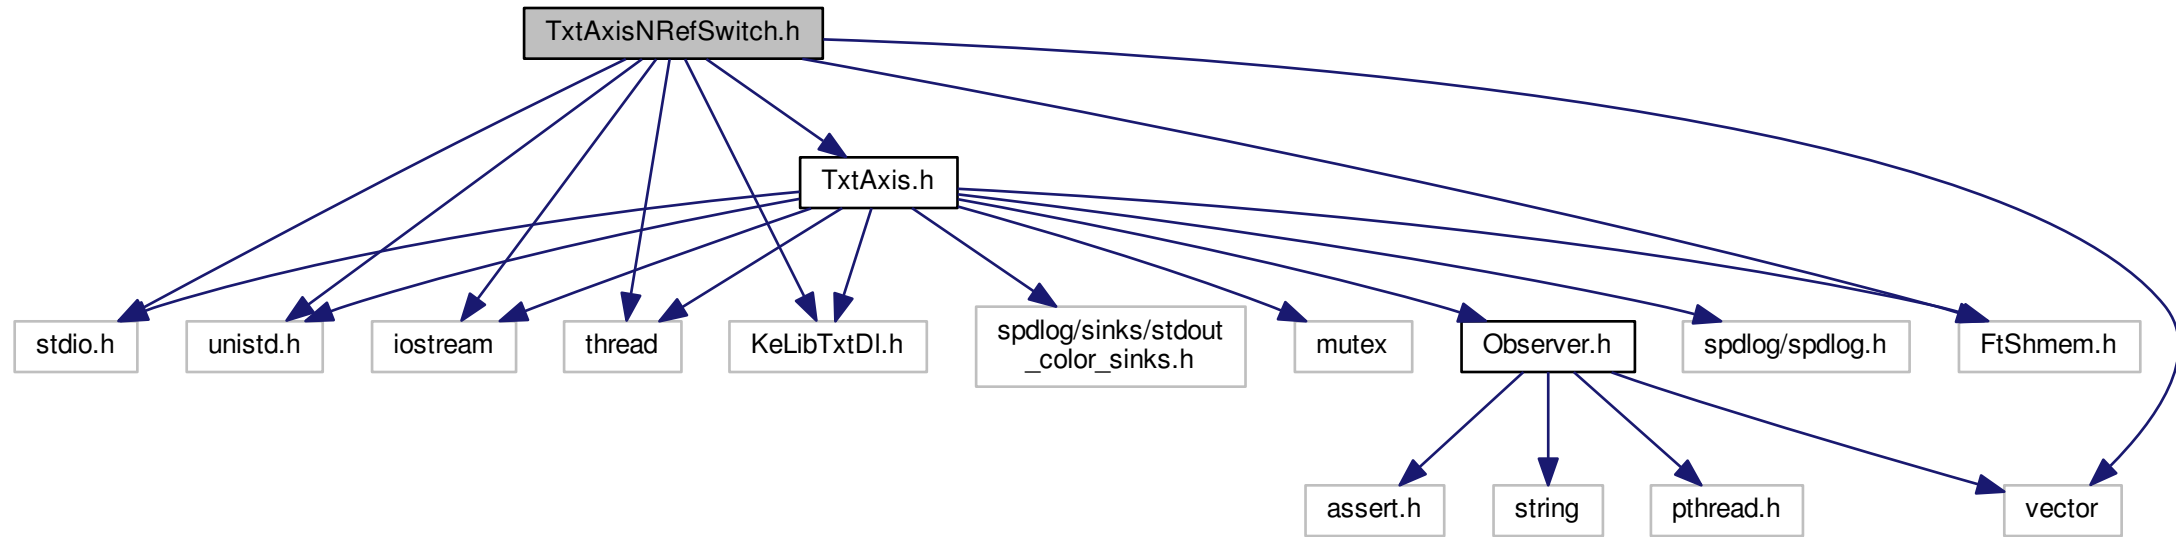 TxtAxisNRefSwitch.h
TxtAxis.h
stdio.h
unistd.h
iostream
thread
KeLibTxtDl.h
spdlog/sinks/stdout
_color_sinks.h
mutex
Observer.h
spdlog/spdlog.h
FtShmem.h
assert.h
string
pthread.h
vector